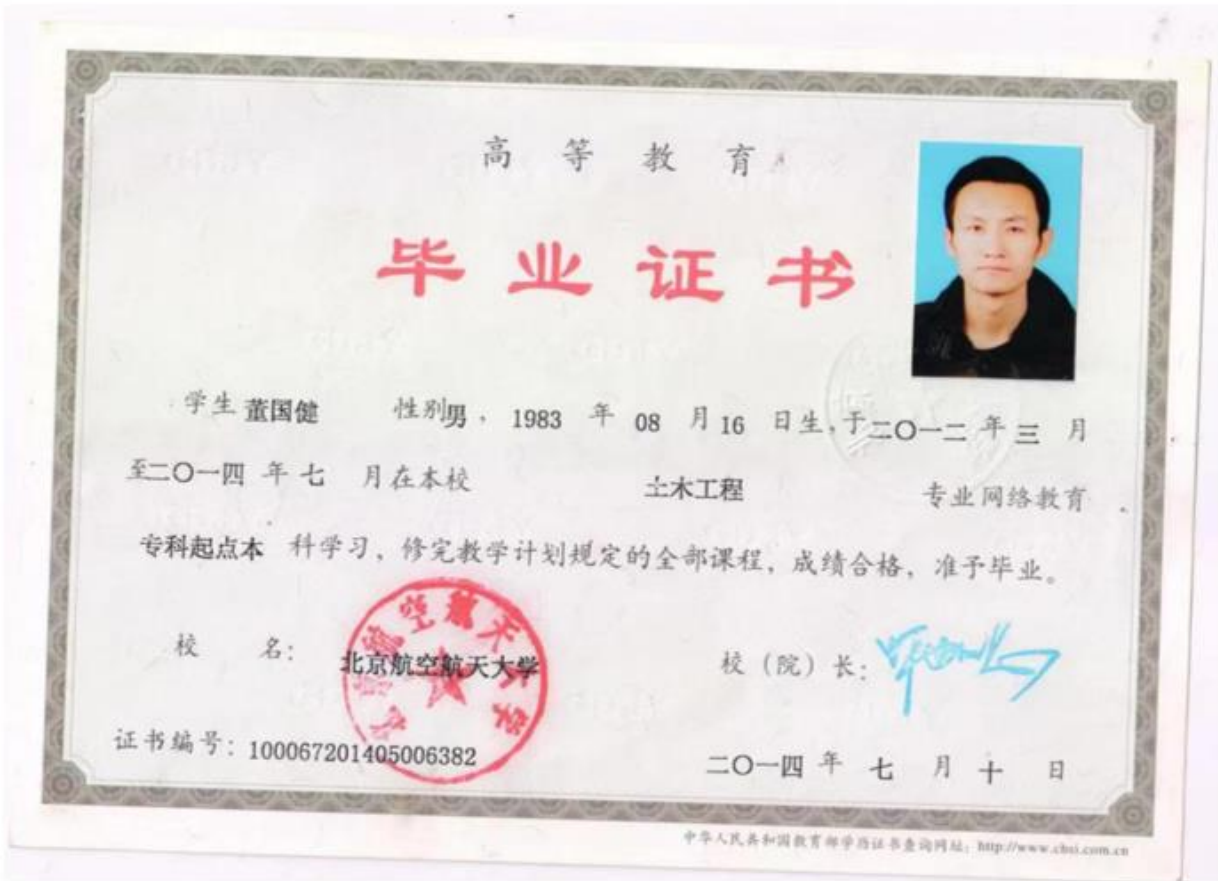 高等教育
毕业证书
学生 董国健 性别男，1983 年 08 月 16 日生，于二〇一二 年 三 月
至二〇一四 年 七 月在本校 土木工程 专业网络教育
专科起点本 科学习，修完教学计划规定的全部课程，成绩合格，准予毕业。
校 名： 北京航空航天大学 校（院）长：
证书编号：100067201405006382 二〇一四 年 七 月 十 日
中华人民共和国教育部学历证书查询网址：http://www.chsi.com.cn